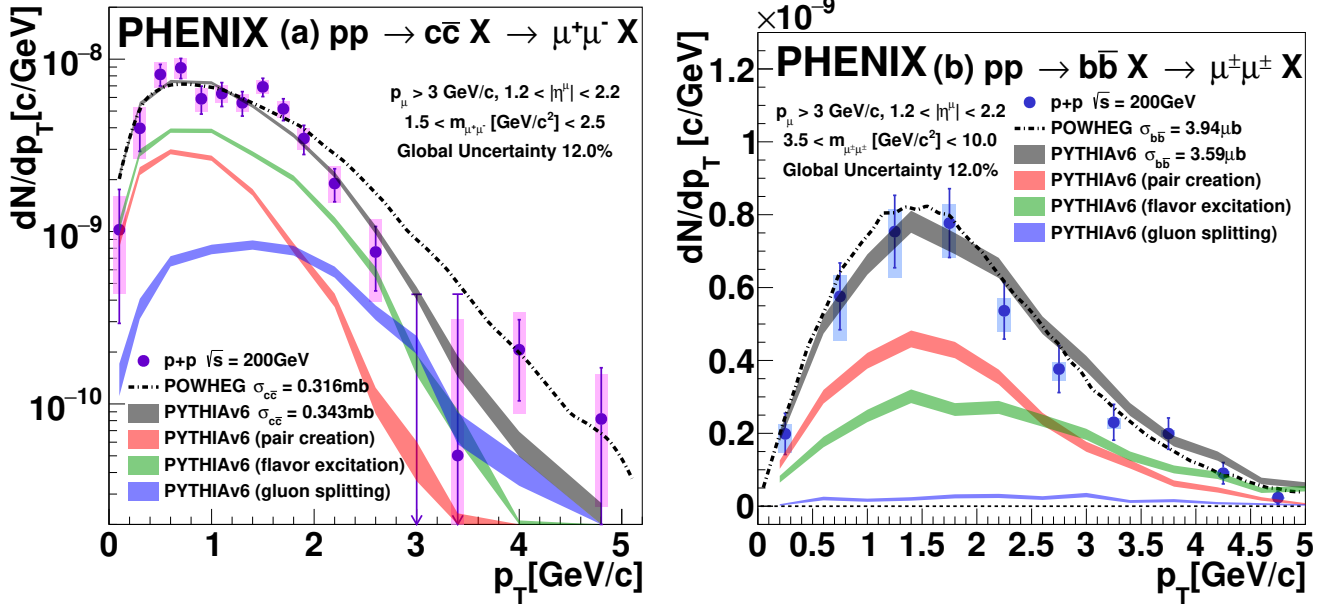 PHENIX (a) pp → cc̅ X → μ⁺μ⁻ X
p_μ > 3 GeV/c, 1.2 < |η^μ| < 2.2
1.5 < m_μ⁺μ⁻ [GeV/c²] < 2.5
Global Uncertainty 12.0%
dN/dp_T [c/GeV]
10⁻⁸
10⁻⁹
10⁻¹⁰
p+p √s = 200GeV
POWHEG σ_cc̅ = 0.316mb
PYTHIAv6 σ_cc̅ = 0.343mb
PYTHIAv6 (pair creation)
PYTHIAv6 (flavor excitation)
PYTHIAv6 (gluon splitting)
0 1 2 3 4 5
p_T[GeV/c]
×10⁻⁹
PHENIX (b) pp → bb̅ X → μ^±μ^± X
p_μ > 3 GeV/c, 1.2 < |η^μ| < 2.2
3.5 < m_μ^±μ^± [GeV/c²] < 10.0
Global Uncertainty 12.0%
p+p √s = 200GeV
POWHEG σ_bb̅ = 3.94μb
PYTHIAv6 σ_bb̅ = 3.59μb
PYTHIAv6 (pair creation)
PYTHIAv6 (flavor excitation)
PYTHIAv6 (gluon splitting)
dN/dp_T [c/GeV]
1.2
1
0.8
0.6
0.4
0.2
0
0 0.5 1 1.5 2 2.5 3 3.5 4 4.5 5
p_T[GeV/c]